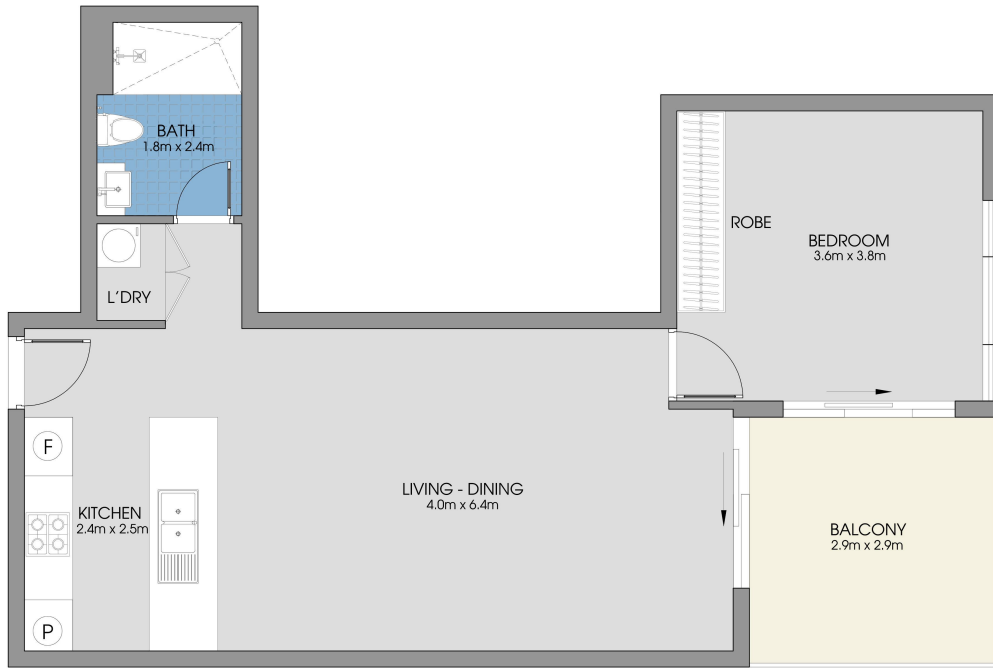 BATH
1.8m x 2.4m
ROBE
BEDROOM
3.6m x 3.8m
L'DRY
F
KITCHEN
2.4m x 2.5m
P
LIVING - DINING
4.0m x 6.4m
BALCONY
2.9m x 2.9m